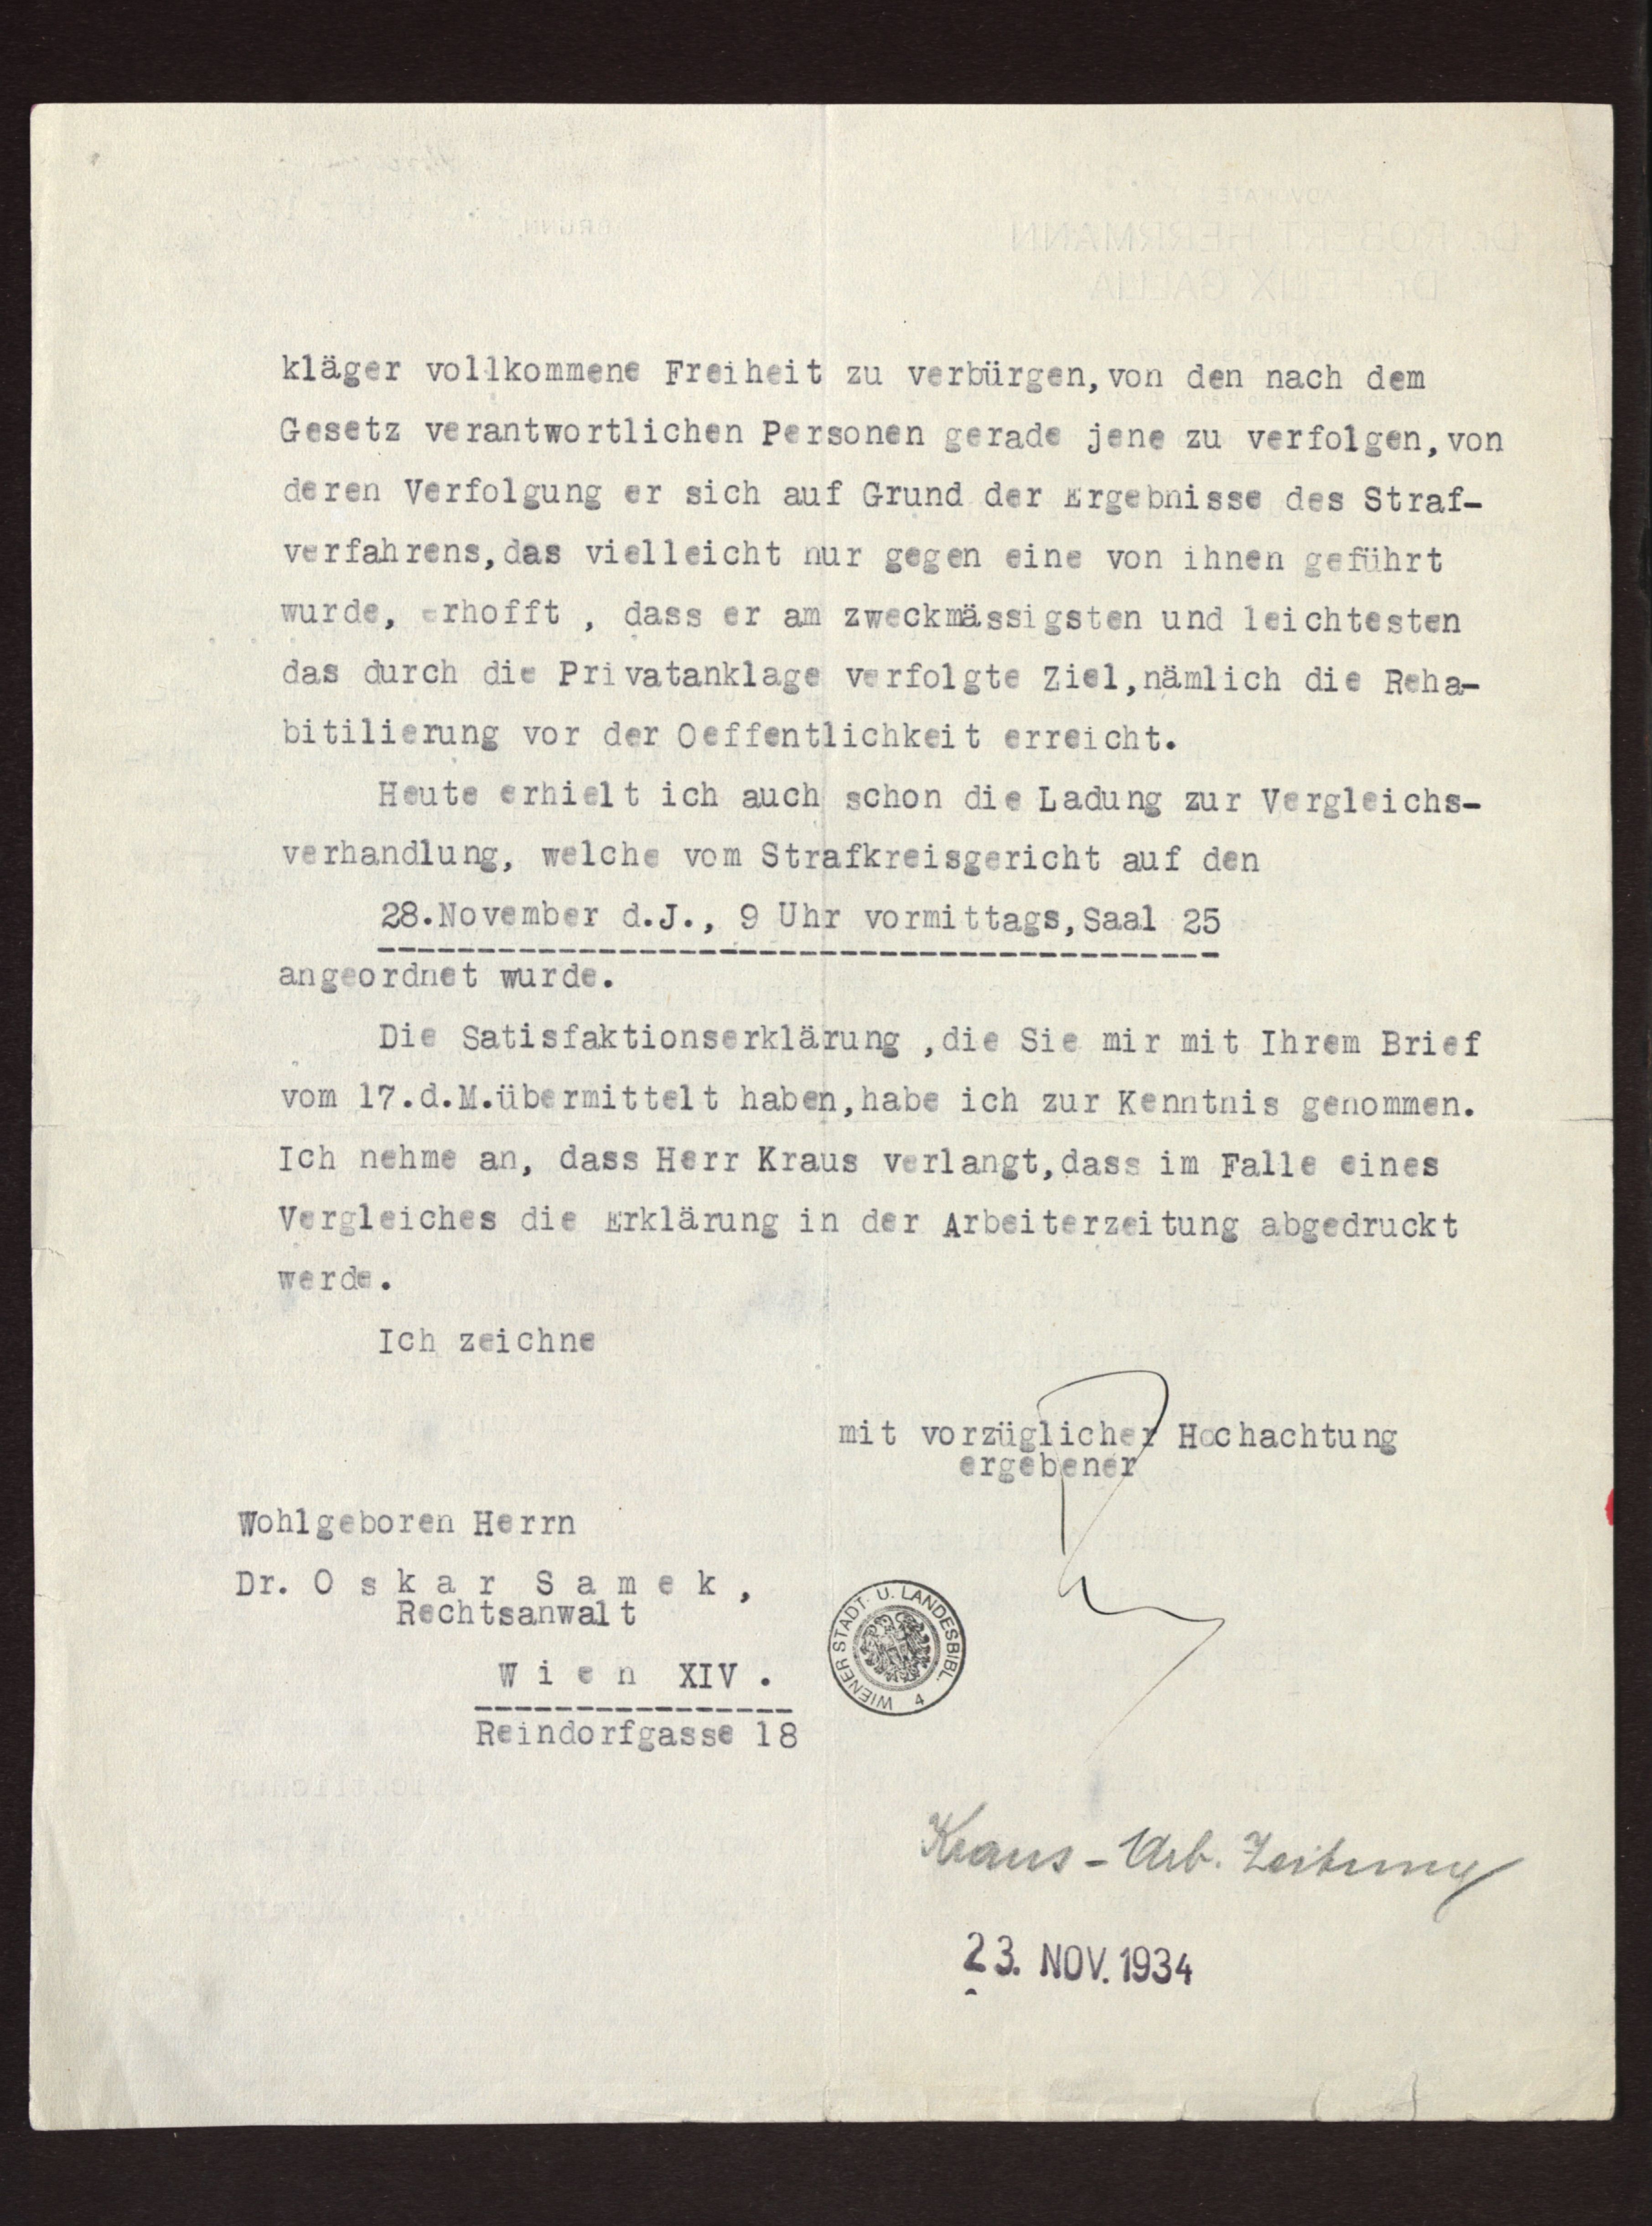 kläger vollkommene Freiheit zu verbürgen,von den nach dem
Gesetz verantwortlichen Personen gerade jene zu verfolgen,von
deren Verfolgung er sich auf Grund der Ergebnisse des Straf-
verfahrens,das vielleicht nur gegen eine von ihnen geführt
wurde, erhofft , dass er am zweckmässigsten und leichtesten
das durch die Privatanklage verfolgte Ziel,nämlich die Reha-
bitilierung vor der Oeffentlichkeit erreicht.
Heute erhielt ich auch schon die Ladung zur Vergleichs-
verhandlung, welche vom Strafkreisgericht auf den
28.November d.J., 9 Uhr vormittags,Saal 25
angeordnet wurde.
Die Satisfaktionserklärung ,die Sie mir mit Ihrem Brief
vom 17.d.M.übermittelt haben,habe ich zur Kenntnis genommen.
Ich nehme an, dass Herr Kraus verlangt,dass im Falle eines
Vergleiches die Erklärung in der Arbeiterzeitung abgedruckt
werde.
Ich zeichne
mit vorzüglicher Hochachtung
ergebener
Wohlgeboren Herrn
Dr. O s k a r S a m e k ,
Rechtsanwalt
W i e n XIV .
Reindorfgasse 18
WIENER STADT- U. LANDESBIBL. 4
Kraus - Arb. Zeitung
23. NOV. 1934